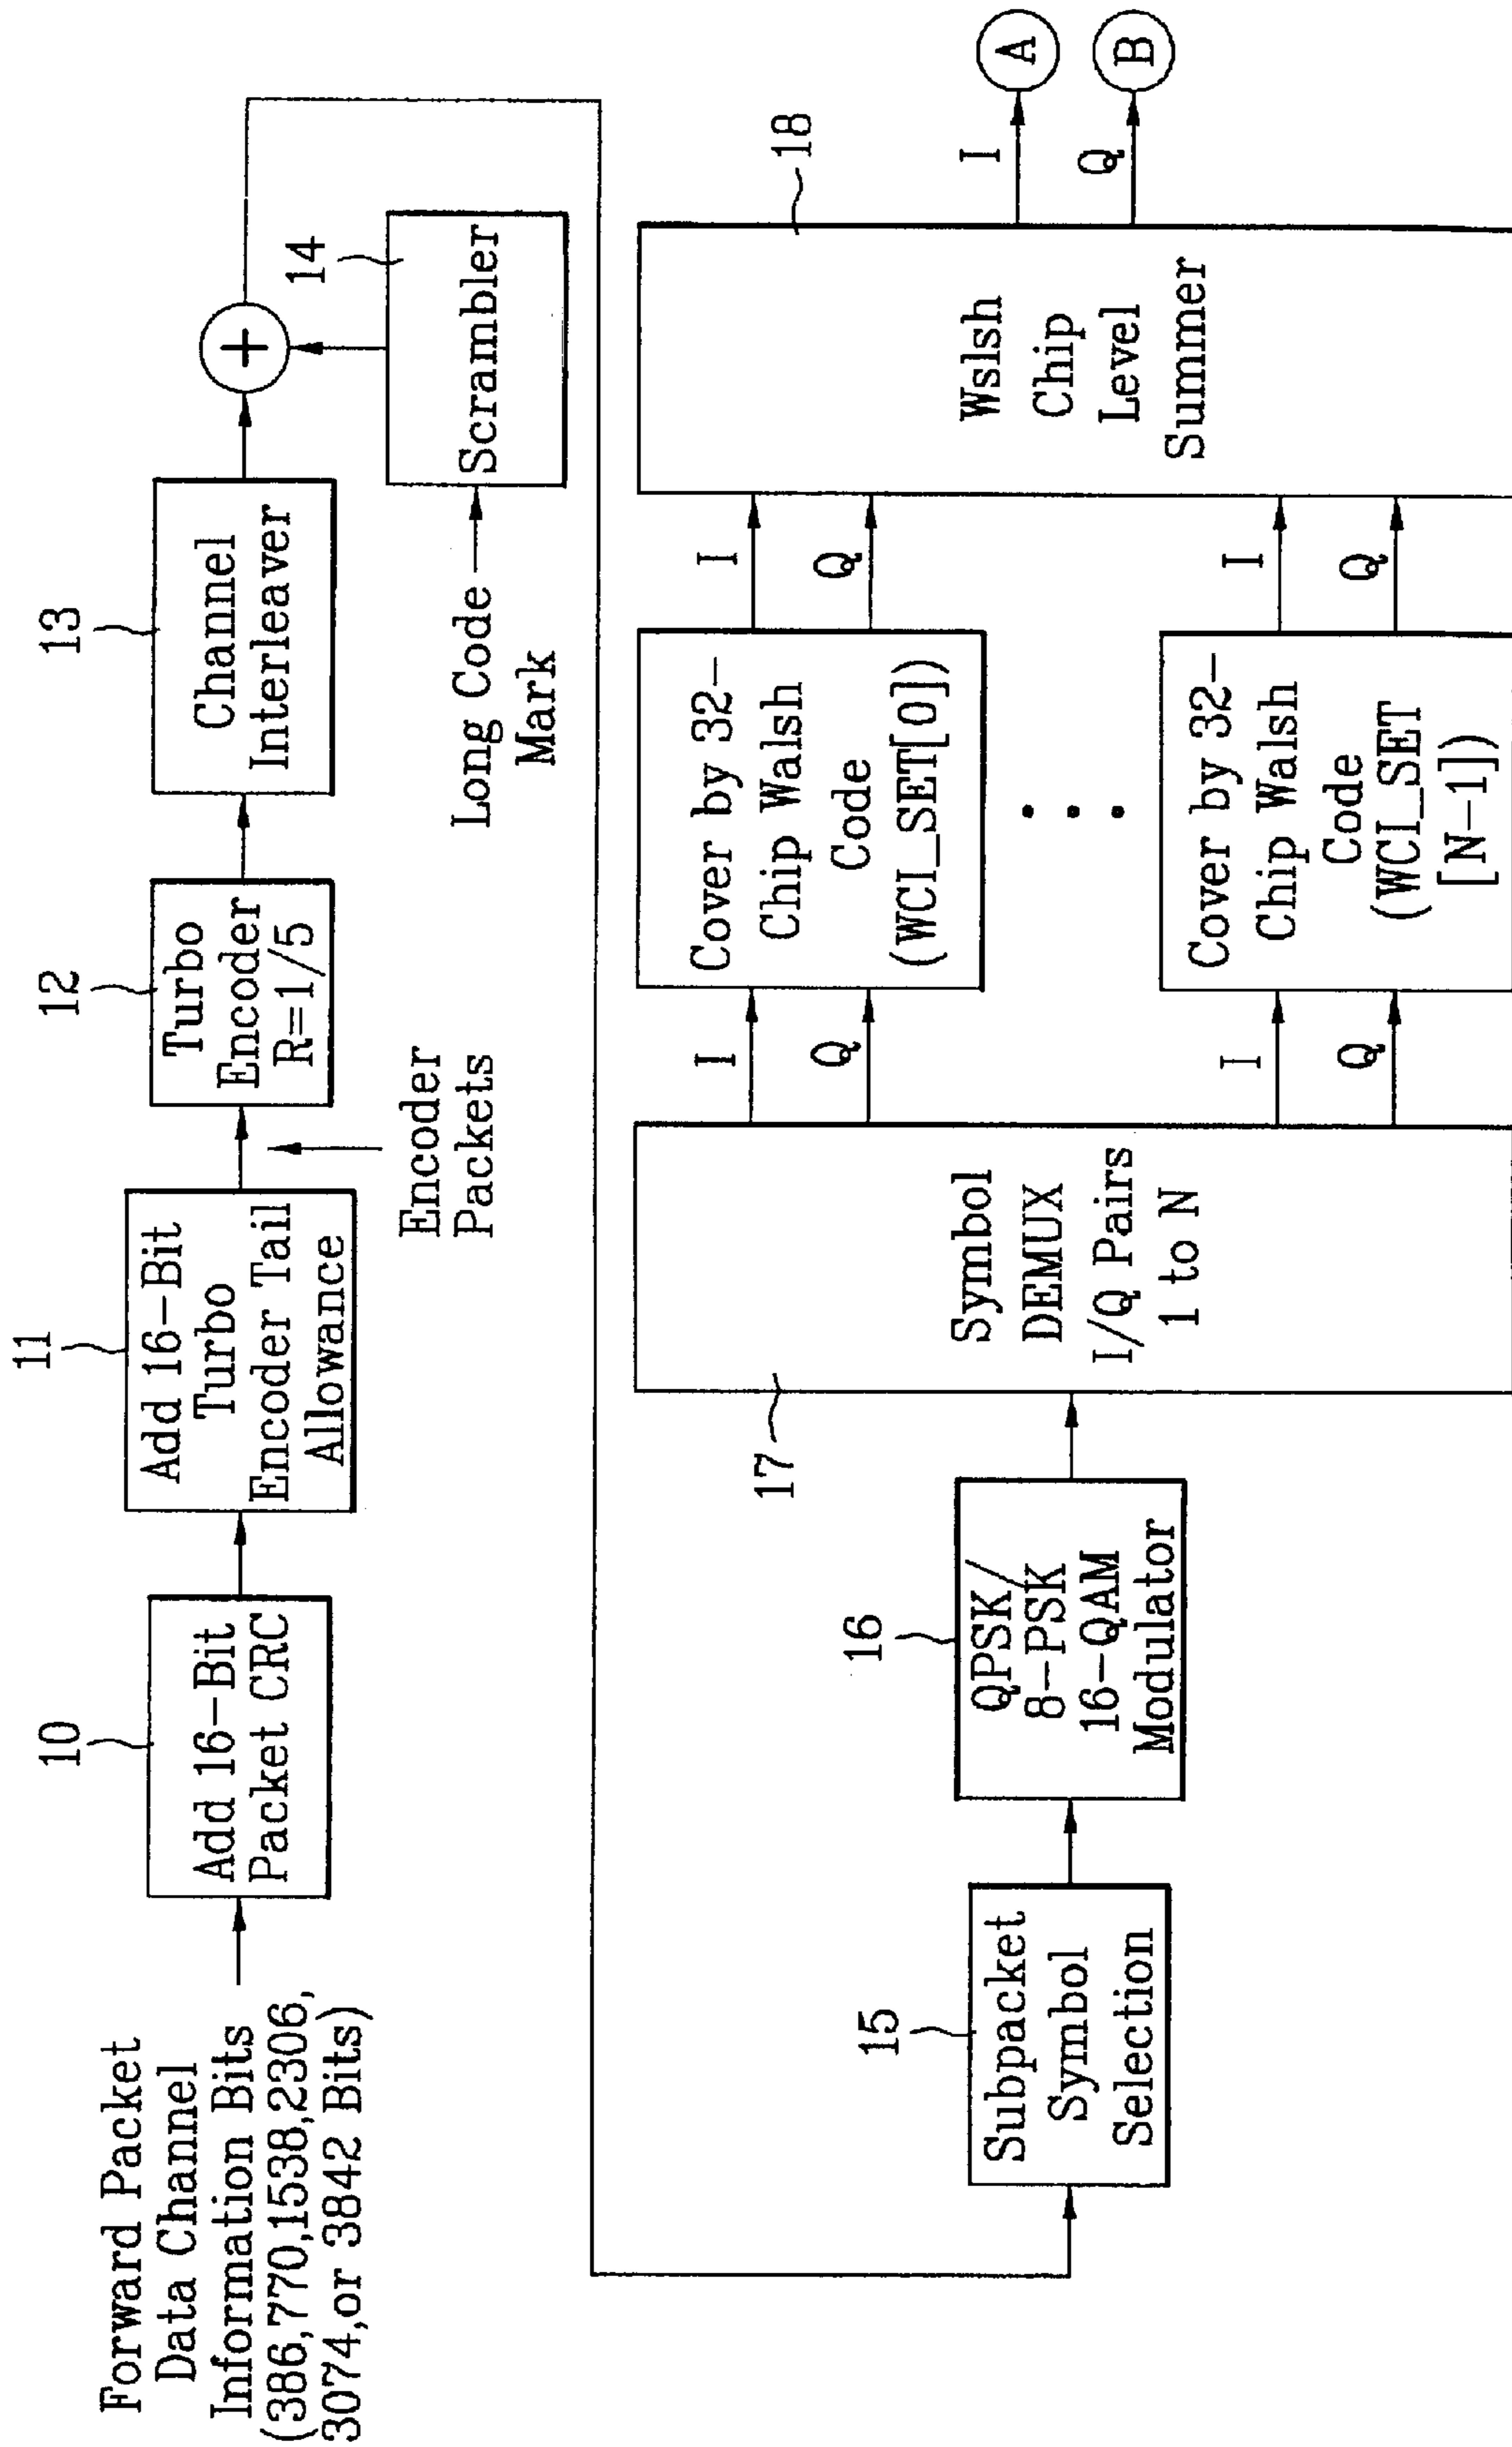 Forward Packet
Data Channel
Information Bits
(386,770,1538,2306,
3074,or 3842 Bits)
10
Add 16-Bit
Packet CRC
11
Add 16-Bit
Turbo
Encoder Tail
Allowance
Encoder
Packets
12
Turbo
Encoder
R=1/5
13
Channel
Interleaver
+
14
Scrambler
Long Code
Mark
15
Subpacket
Symbol
Selection
16
QPSK/
8-PSK
16-QAM
Modulator
17
Symbol
DEMUX
I/Q Pairs
1 to N
I
Q
I
Q
Cover by 32-
Chip Walsh
Code
(WCI_SET[0])
Cover by 32-
Chip Walsh
Code
(WCI_SET
[N-1])
I
Q
I
Q
18
Wslsh
Chip
Level
Summer
I
Q
A
B